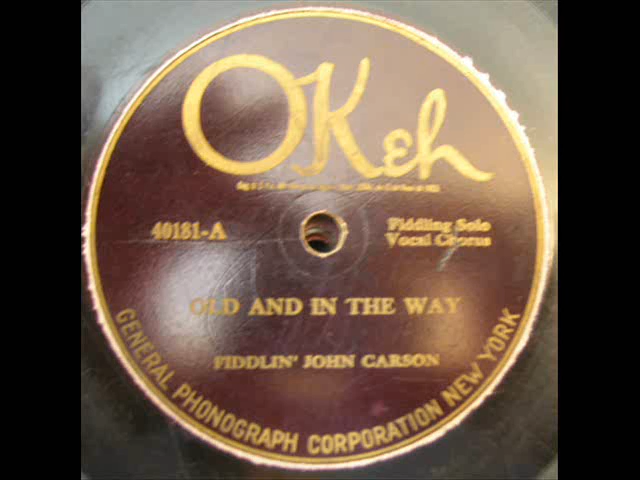 OKeh
40181-A
Fiddling Solo
Vocal Chorus
OLD AND IN THE WAY
FIDDLIN' JOHN CARSON
GENERAL PHONOGRAPH CORPORATION NEW YORK